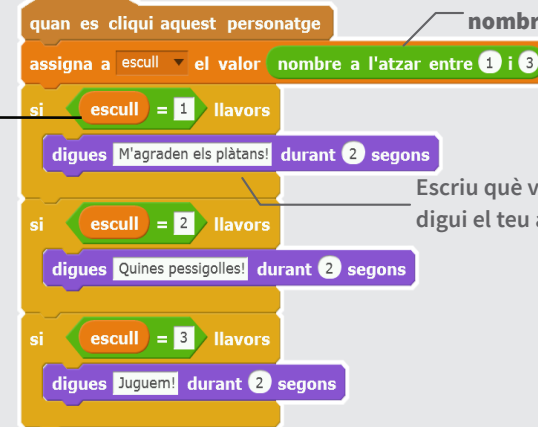 quan es cliqui aquest personatge
nombr
assigna a escull el valor nombre a l'atzar entre 1 i 3
si escull = 1 llavors
digues M'agraden els plàtans! durant 2 segons
Escriu què v
digui el teu a
si escull = 2 llavors
digues Quines pessigolles! durant 2 segons
si escull = 3 llavors
digues Juguem! durant 2 segons